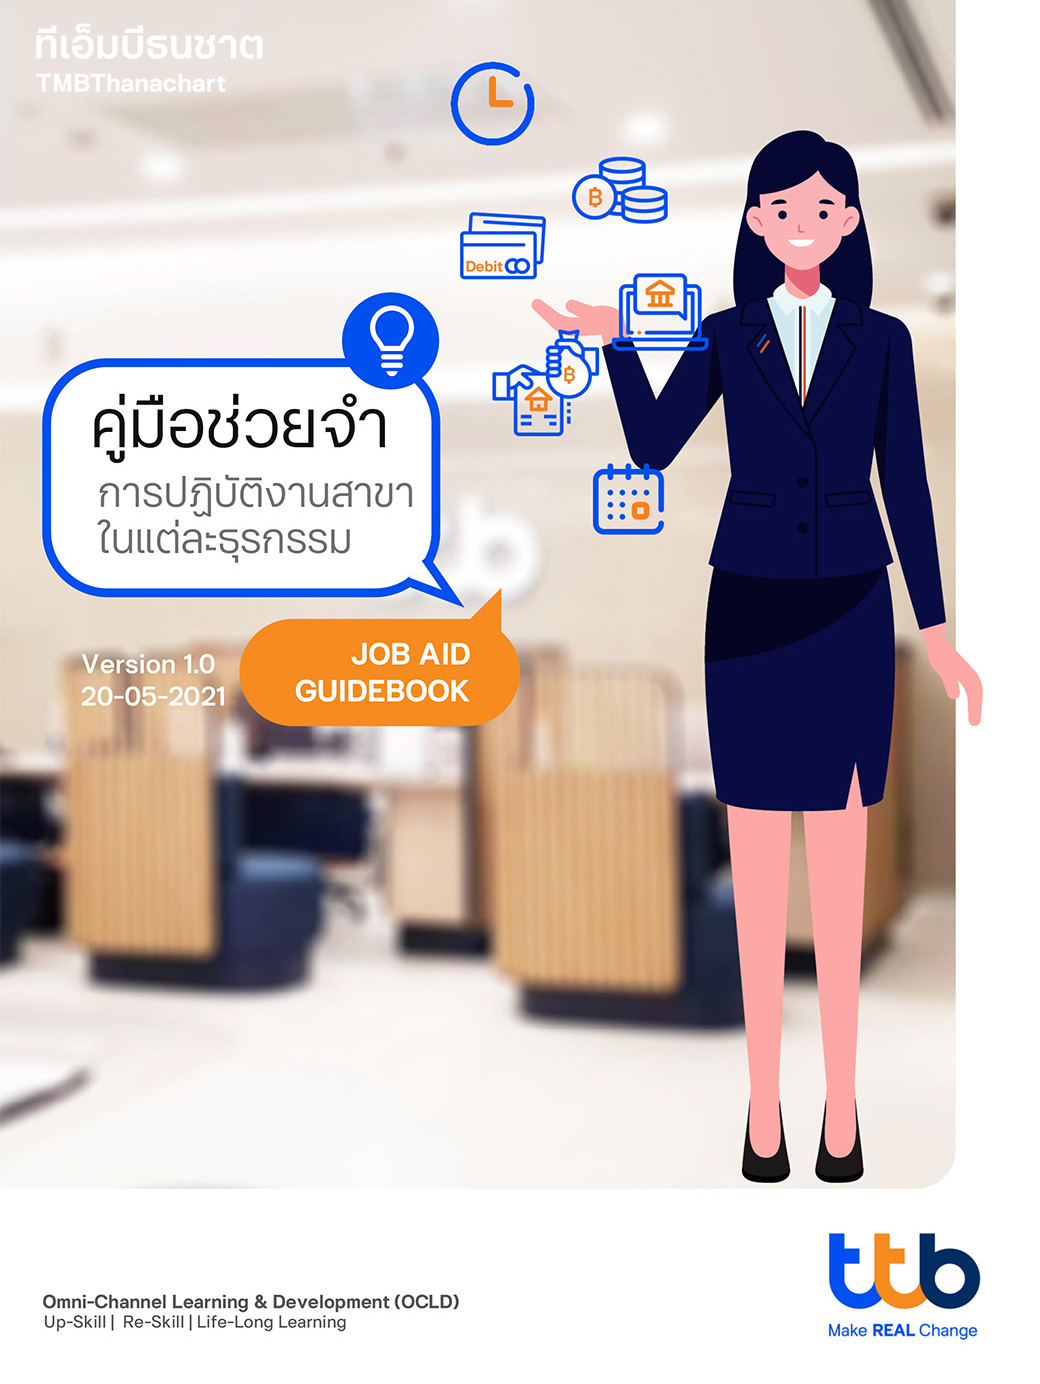 ทีเอ็มบีธนชาต
TMBThanachart
Debit
฿
฿
คู่มือช่วยจำ
การปฏิบัติงานสาขา
ในแต่ละธุรกรรม
ttb
JOB AID
GUIDEBOOK
Version 1.0
20-05-2021
ttb
Make REAL Change
Omni-Channel Learning & Development (OCLD)
Up-Skill | Re-Skill | Life-Long Learning